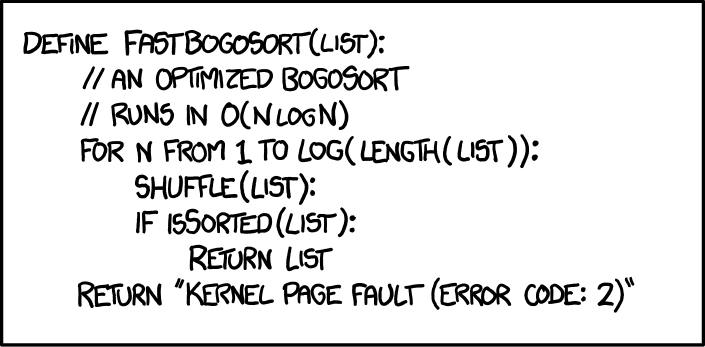 DEFINE FASTBOGOSORT(LIST):
// AN OPTIMIZED BOGOSORT
// RUNS IN O(N LOG N)
FOR N FROM 1 TO LOG(LENGTH(LIST)):
SHUFFLE(LIST):
IF ISSORTED(LIST):
RETURN LIST
RETURN "KERNEL PAGE FAULT (ERROR CODE: 2)"